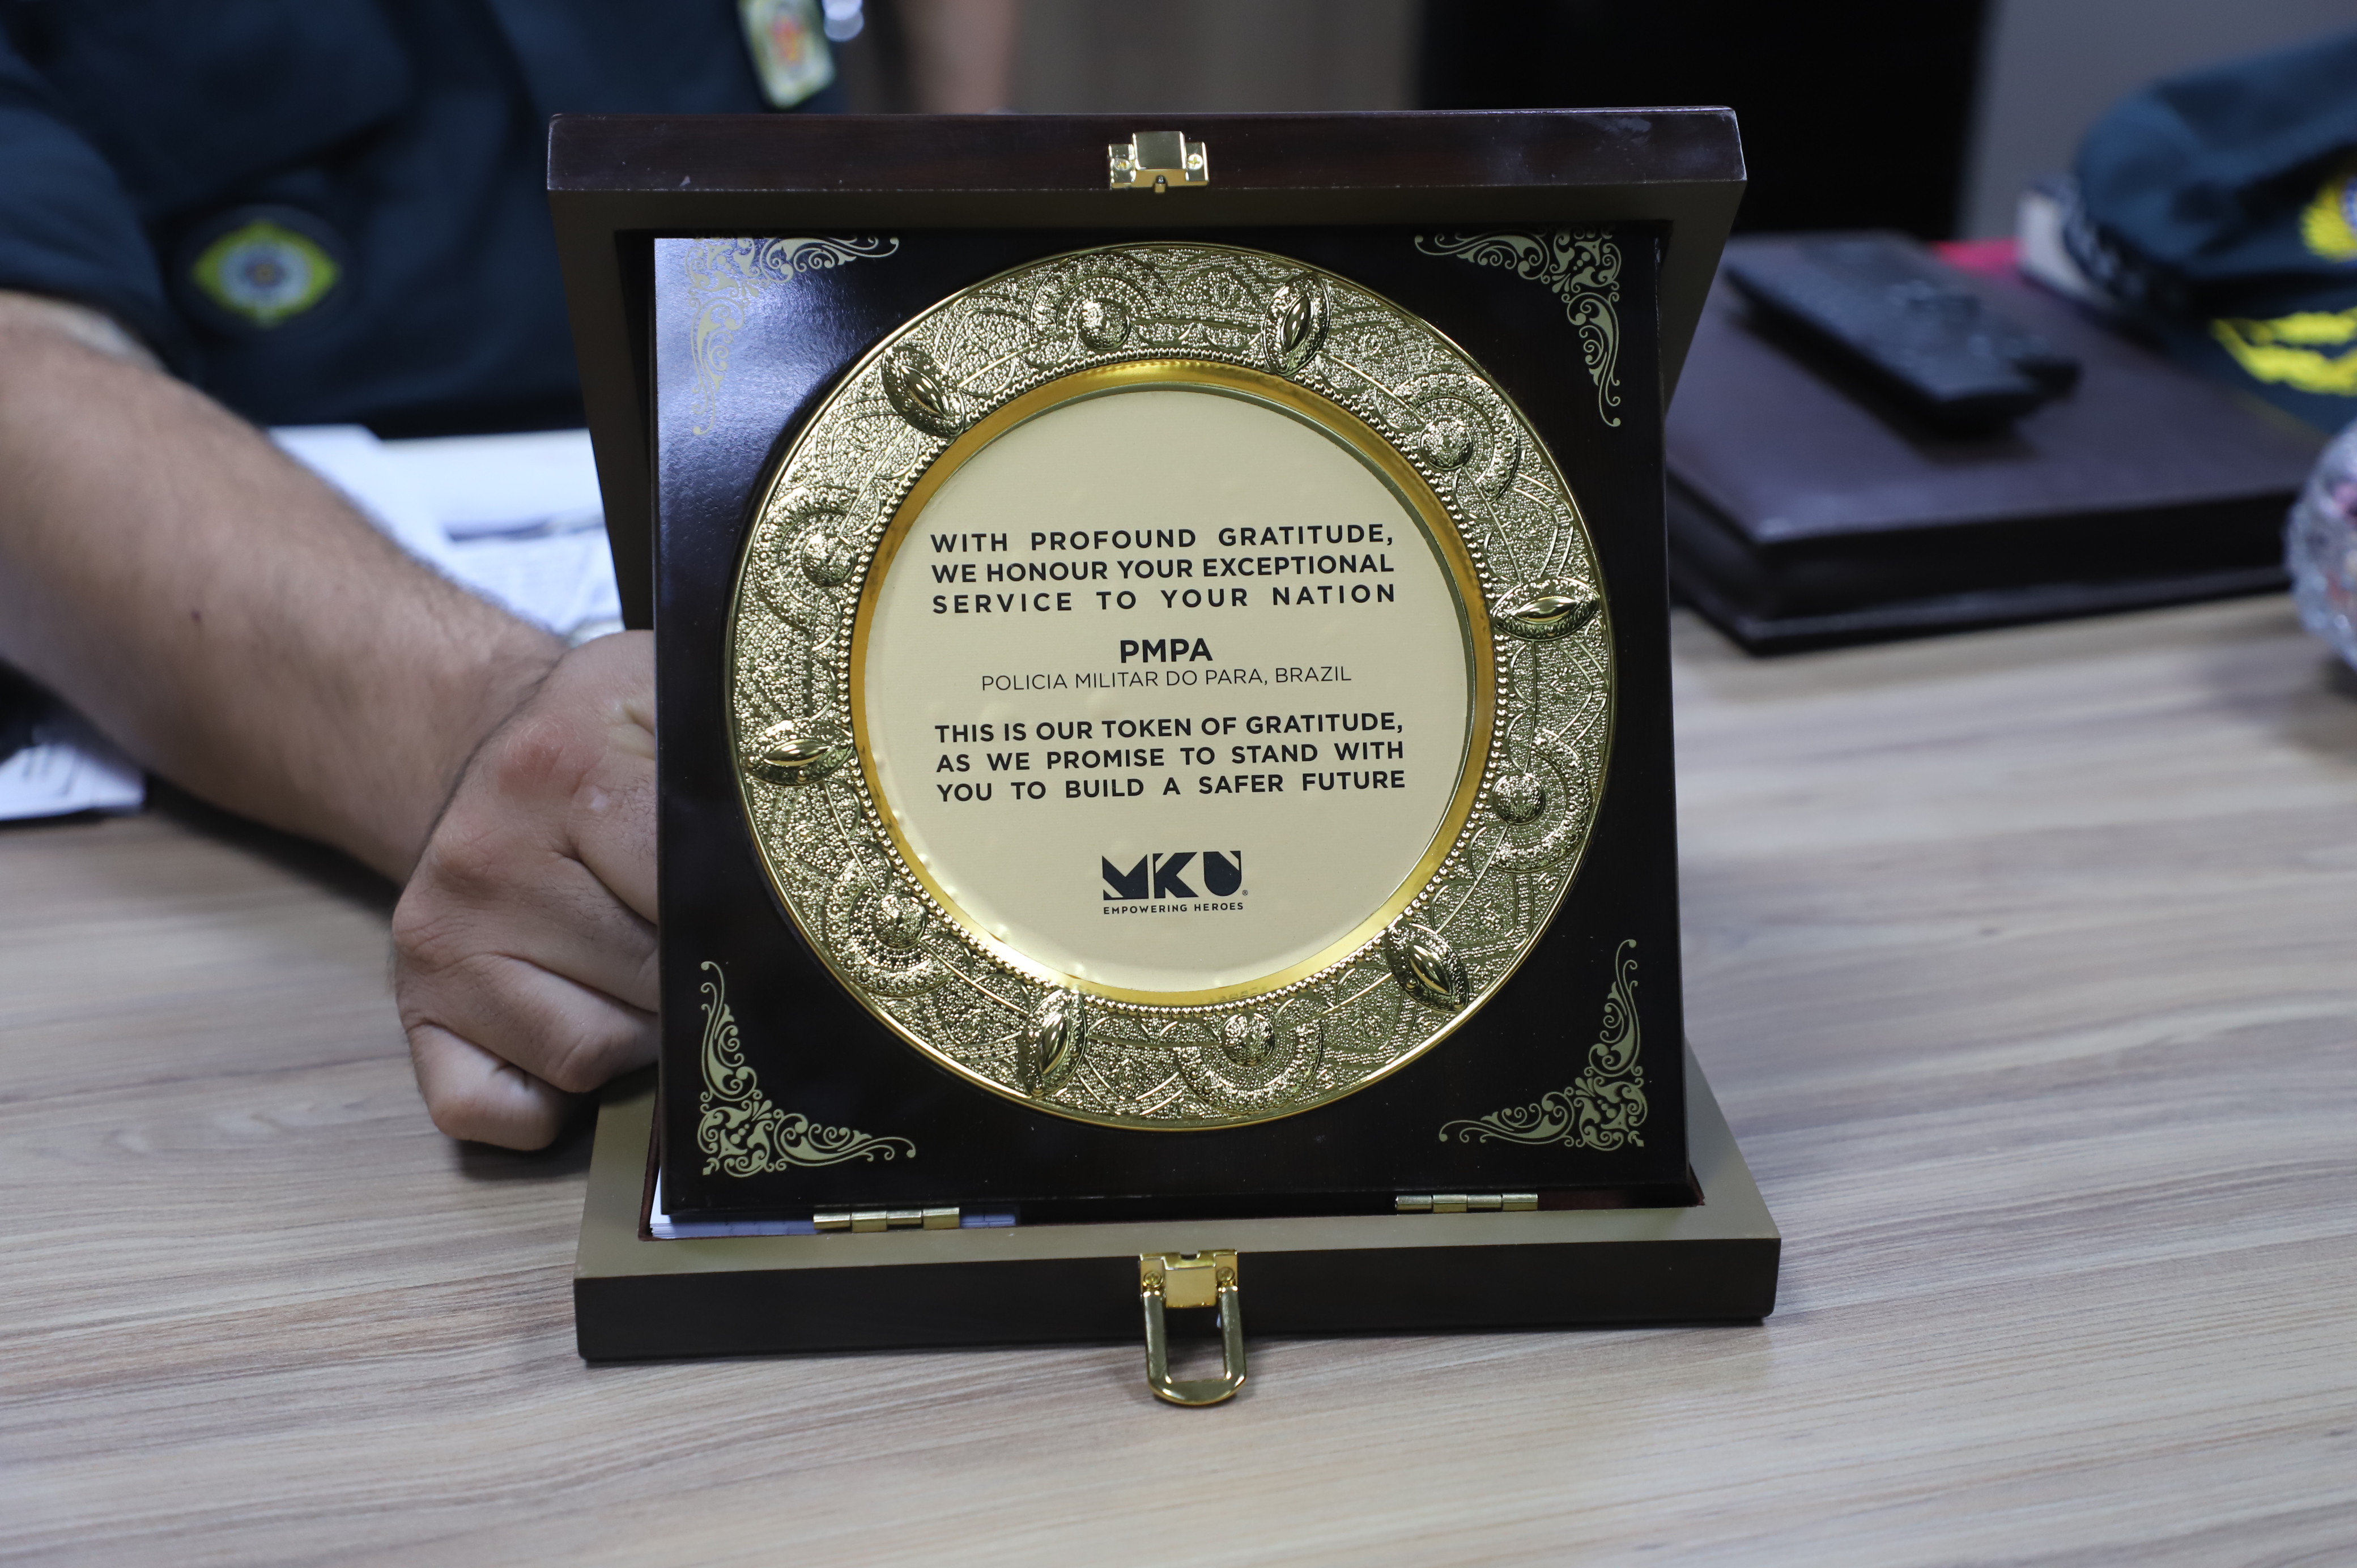 WITH PROFOUND GRATITUDE,
WE HONOUR YOUR EXCEPTIONAL
SERVICE TO YOUR NATION
PMPA
POLICIA MILITAR DO PARA, BRAZIL
THIS IS OUR TOKEN OF GRATITUDE,
AS WE PROMISE TO STAND WITH
YOU TO BUILD A SAFER FUTURE
MKU®
EMPOWERING HEROES